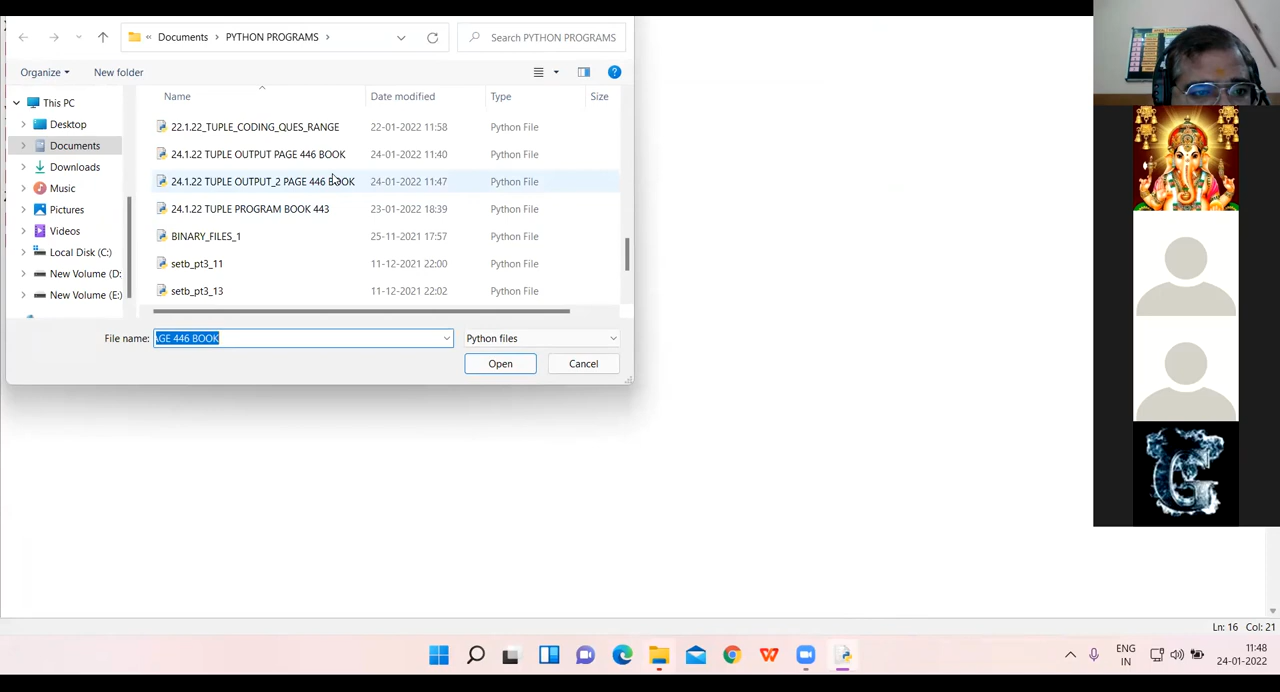 « Documents › PYTHON PROGRAMS ›
Search PYTHON PROGRAMS
Organize
New folder
Name
Date modified
Type
Size
This PC
Desktop
Documents
Downloads
Music
Pictures
Videos
Local Disk (C:)
New Volume (D:
New Volume (E:)
22.1.22_TUPLE_CODING_QUES_RANGE 22-01-2022 11:58 Python File
24.1.22 TUPLE OUTPUT PAGE 446 BOOK 24-01-2022 11:40 Python File
24.1.22 TUPLE OUTPUT_2 PAGE 446 BOOK 24-01-2022 11:47 Python File
24.1.22 TUPLE PROGRAM BOOK 443 23-01-2022 18:39 Python File
BINARY_FILES_1 25-11-2021 17:57 Python File
setb_pt3_11 11-12-2021 22:00 Python File
setb_pt3_13 11-12-2021 22:02 Python File
File name: AGE 446 BOOK
Python files
Open
Cancel
Ln: 16 Col: 21
ENG
IN
11:48
24-01-2022